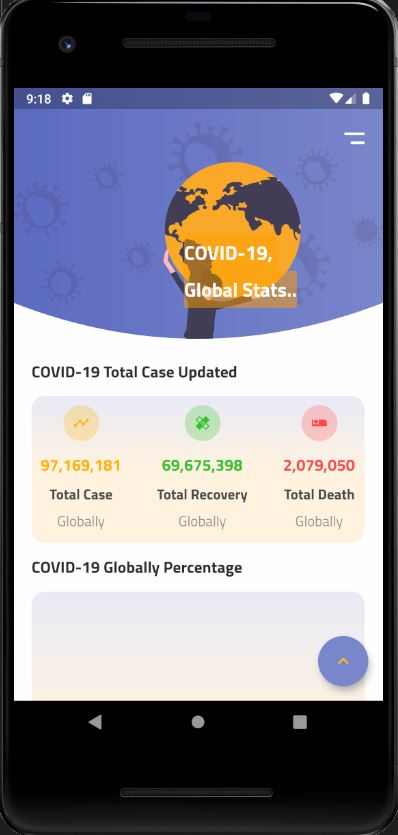 9:18
COVID-19,
Global Stats..
COVID-19 Total Case Updated
97,169,181 69,675,398 2,079,050
Total Case Total Recovery Total Death
Globally Globally Globally
COVID-19 Globally Percentage